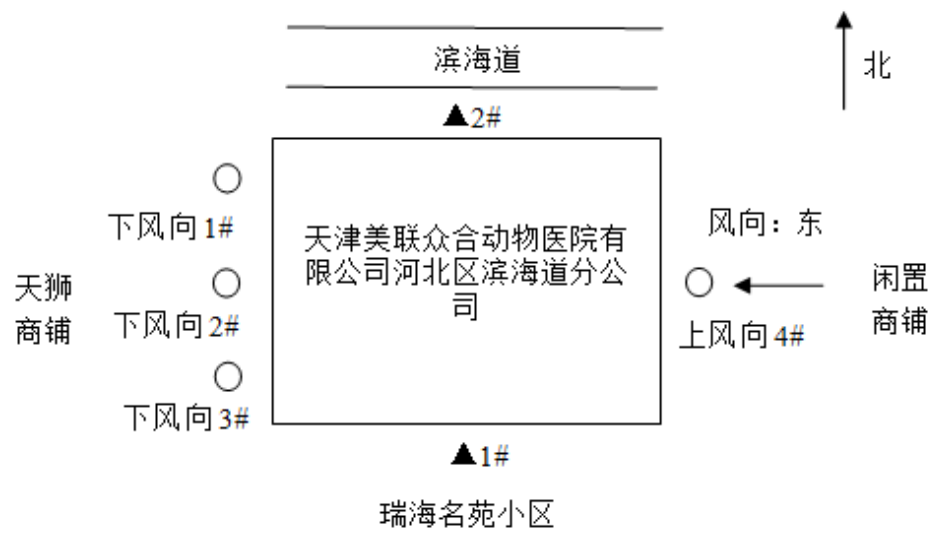 滨海道
北
▲2#
下风向1#
天津美联众合动物医院有
限公司河北区滨海道分公
司
风向：东
天狮
商铺
下风向2#
闲置
商铺
上风向4#
下风向3#
▲1#
瑞海名苑小区